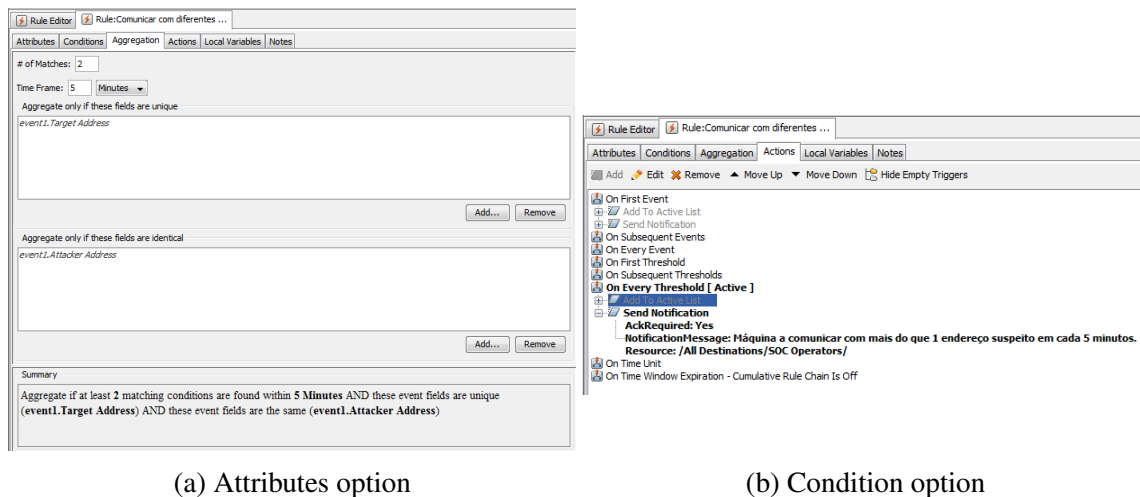 Rule Editor Rule:Comunicar com diferentes ...
Attributes Conditions Aggregation Actions Local Variables Notes
# of Matches: 2
Time Frame: 5 Minutes
Aggregate only if these fields are unique
event1.Target Address
Add... Remove
Aggregate only if these fields are identical
event1.Attacker Address
Add... Remove
Summary
Aggregate if at least 2 matching conditions are found within 5 Minutes AND these event fields are unique
(event1.Target Address) AND these event fields are the same (event1.Attacker Address)
(a) Attributes option
Rule Editor Rule:Comunicar com diferentes ...
Attributes Conditions Aggregation Actions Local Variables Notes
Add Edit Remove Move Up Move Down Hide Empty Triggers
On First Event
Add To Active List
Send Notification
On Subsequent Events
On Every Event
On First Threshold
On Subsequent Thresholds
On Every Threshold [ Active ]
Add To Active List
Send Notification
AckRequired: Yes
NotificationMessage: Máquina a comunicar com mais do que 1 endereço suspeito em cada 5 minutos.
Resource: /All Destinations/SOC Operators/
On Time Unit
On Time Window Expiration - Cumulative Rule Chain Is Off
(b) Condition option